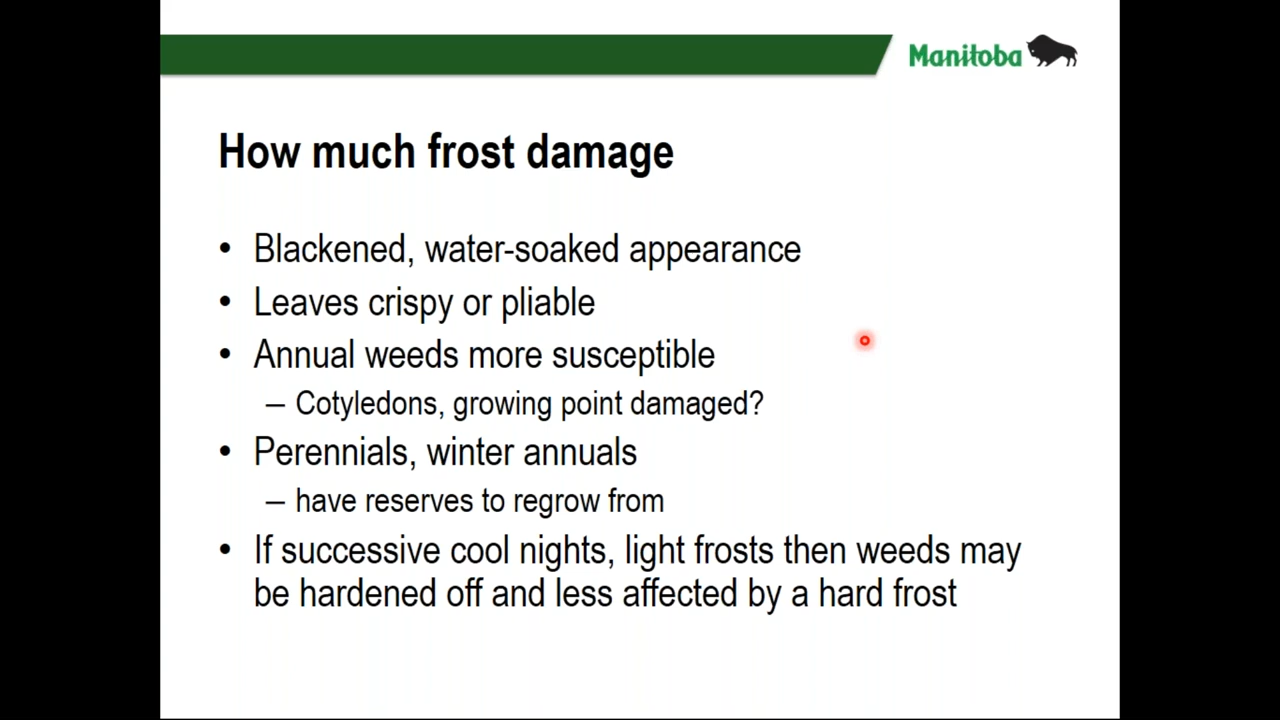 Manitoba
How much frost damage
• Blackened, water-soaked appearance
• Leaves crispy or pliable
• Annual weeds more susceptible
– Cotyledons, growing point damaged?
• Perennials, winter annuals
– have reserves to regrow from
• If successive cool nights, light frosts then weeds may
be hardened off and less affected by a hard frost